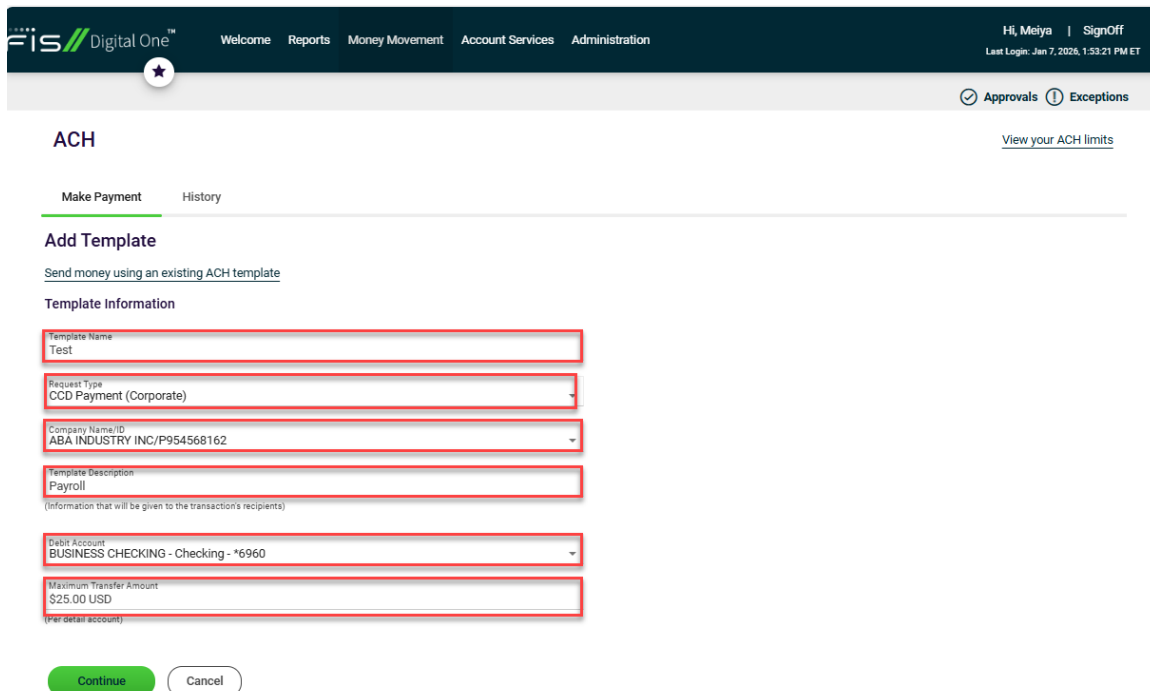 FIS Digital One™ Welcome Reports Money Movement Account Services Administration
Hi, Meiya | SignOff
Last Login: Jan 7, 2026, 1:53:21 PM ET
Approvals Exceptions
ACH
View your ACH limits
Make Payment History
Add Template
Send money using an existing ACH template
Template Information
Template Name
Test
Request Type
CCD Payment (Corporate)
Company Name/ID
ABA INDUSTRY INC/P954568162
Template Description
Payroll
(Information that will be given to the transaction's recipients)
Debit Account
BUSINESS CHECKING - Checking - *6960
Maximum Transfer Amount
$25.00 USD
(Per detail account)
Continue Cancel